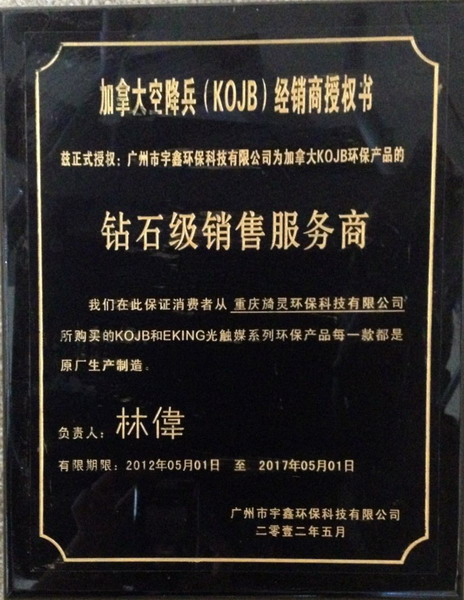 加拿大空降兵（KOJB）经销商授权书
兹正式授权：广州市宇鑫环保科技有限公司为加拿大KOJB环保产品的
钻石级销售服务商
我们在此保证消费者从 重庆旖灵环保科技有限公司
所购买的KOJB和EKING光触媒系列环保产品每一款都是
原厂生产制造。
负责人：林偉
有限期限：2012年05月01日 至 2017年05月01日
广州市宇鑫环保科技有限公司
二零壹二年五月